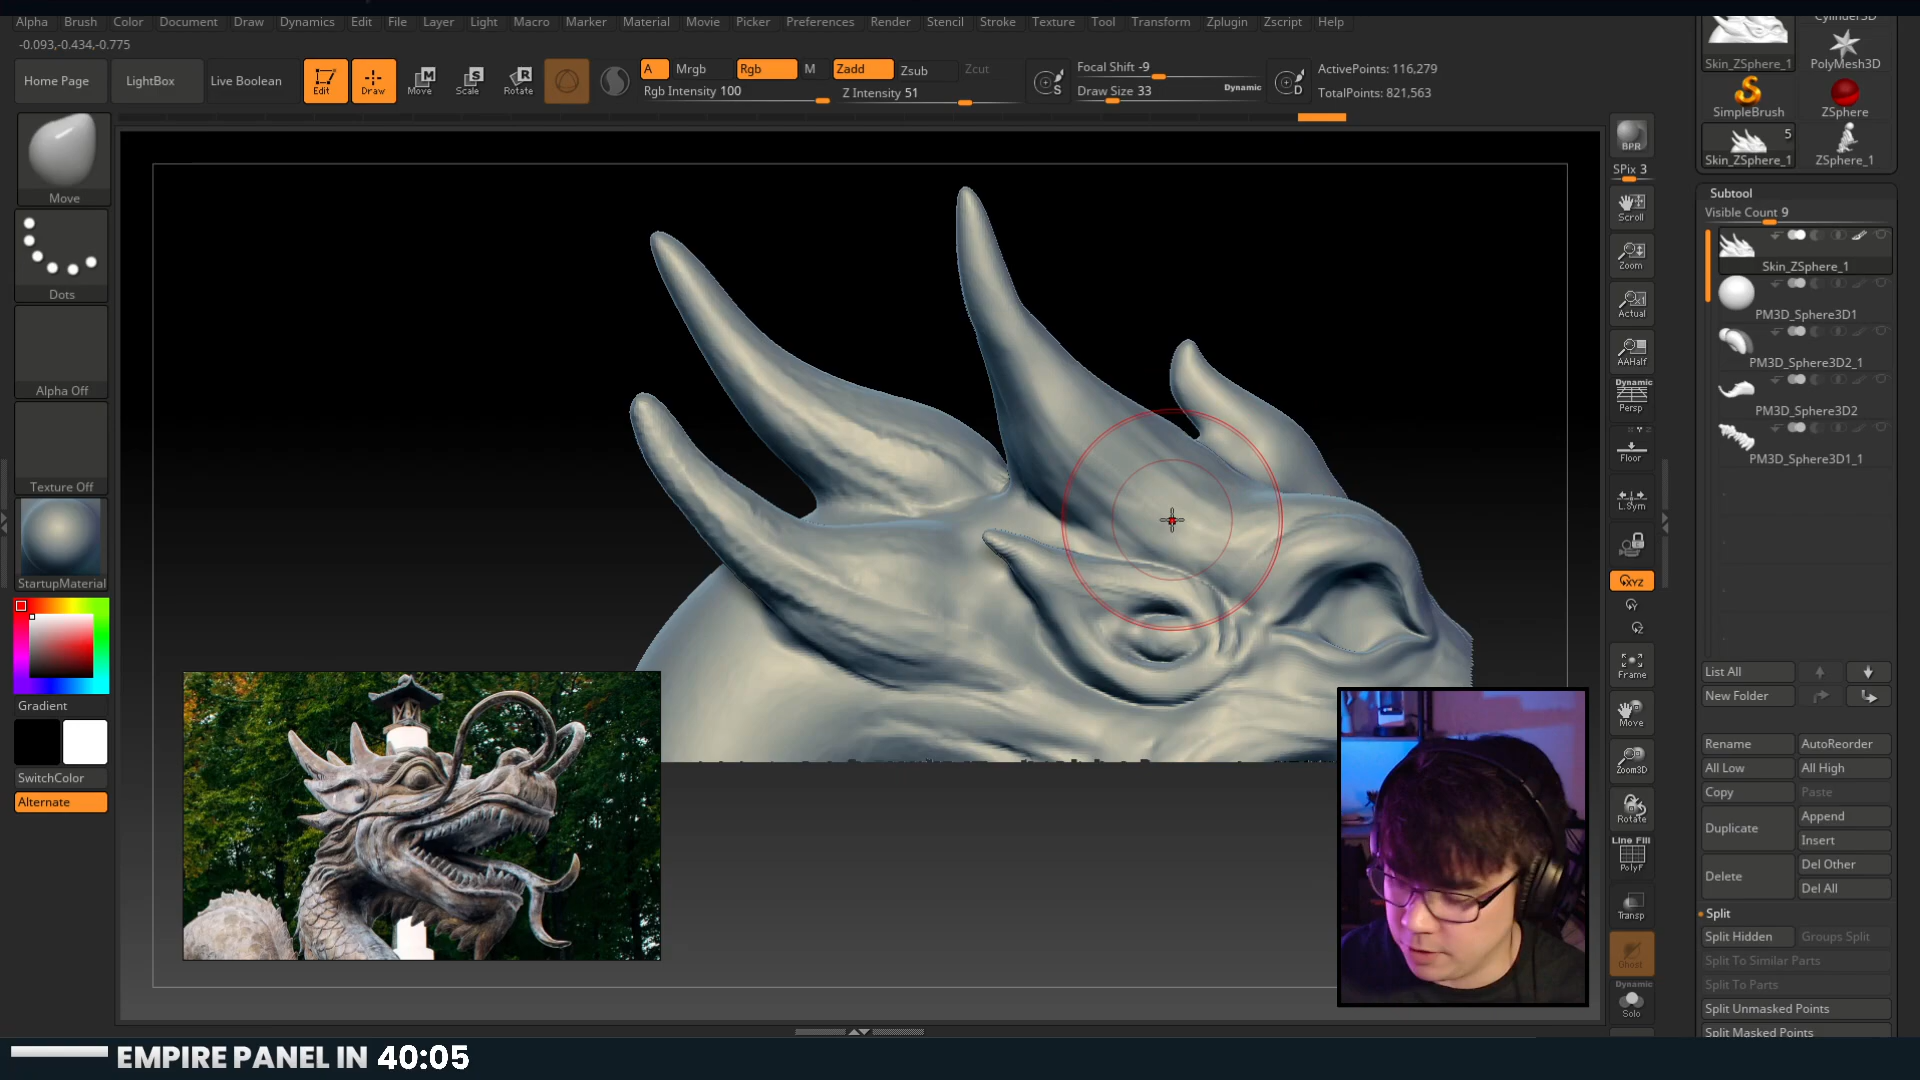 Alpha Brush Color Document Draw Dynamics Edit File Layer Light Macro Marker Material Movie Picker Preferences Render Stencil Stroke Texture Tool Transform Zplugin Zscript Help
-0.093,-0.434,-0.775
Home Page LightBox Live Boolean Edit Draw Move Scale Rotate
A Mrgb Rgb M Zadd Zsub Zcut
Rgb Intensity 100 Z Intensity 51
Focal Shift -9
Draw Size 33 Dynamic
ActivePoints: 116,279
TotalPoints: 821,563
Move
Dots
Alpha Off
Texture Off
StartupMaterial
Gradient
SwitchColor
Alternate
BPR
SPix 3
Scroll
Zoom
Actual
AAHalf
Dynamic
Persp
Floor
L.Sym
XYZ
Frame
Move
Zoom3D
Rotate
Line Fill
PolyF
Transp
Ghost
Dynamic
Solo
Cylinder3D
Skin_ZSphere_1 PolyMesh3D
SimpleBrush ZSphere
5
Skin_ZSphere_1 ZSphere_1
Subtool
Visible Count 9
Skin_ZSphere_1
PM3D_Sphere3D1
PM3D_Sphere3D2_1
PM3D_Sphere3D2
PM3D_Sphere3D1_1
List All
New Folder
Rename AutoReorder
All Low All High
Copy Paste
Duplicate Append
Insert
Delete Del Other
Del All
Split
Split Hidden Groups Split
Split To Similar Parts
Split To Parts
Split Unmasked Points
Split Masked Points
EMPIRE PANEL IN 40:05